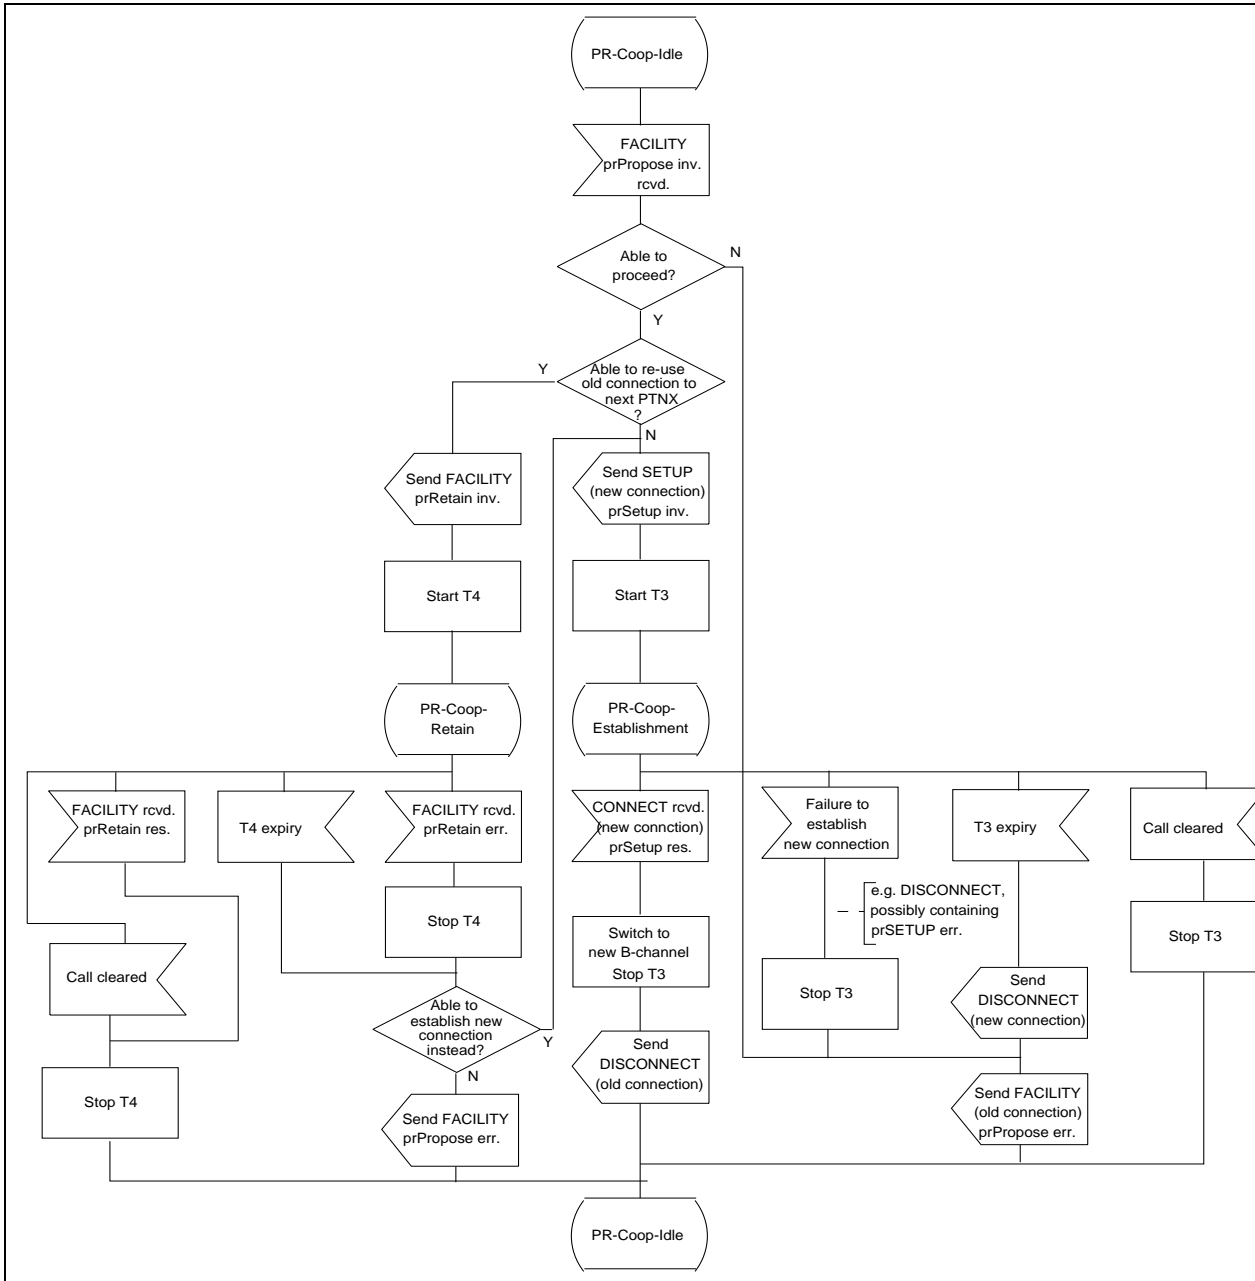 PR-Coop-Idle
FACILITY
prPropose inv.
rcvd.
Able to
proceed?
N
Y
Able to re-use
old connection to
next PTNX
?
Y
N
Send FACILITY
prRetain inv.
Send SETUP
(new connection)
prSetup inv.
Start T4
Start T3
PR-Coop-
Retain
PR-Coop-
Establishment
FACILITY rcvd.
prRetain res.
T4 expiry
FACILITY rcvd.
prRetain err.
CONNECT rcvd.
(new connction)
prSetup res.
Failure to
establish
new connection
T3 expiry
Call cleared
e.g. DISCONNECT,
possibly containing
prSETUP err.
Stop T4
Switch to
new B-channel
Stop T3
Stop T3
Call cleared
Stop T3
Send
DISCONNECT
(new connection)
Able to
establish new
connection
instead?
Y
N
Send
DISCONNECT
(old connection)
Stop T4
Send FACILITY
prPropose err.
Send FACILITY
(old connection)
prPropose err.
PR-Coop-Idle